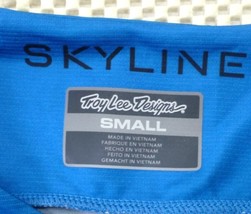 SKYLINE
Troy Lee Designs
SMALL
MADE IN VIETNAM
FABRIQUE EN VIETNAM
HECHO EN VIETNAM
FEITO IN VIETNAM
GEMACHT IN VIETNAM